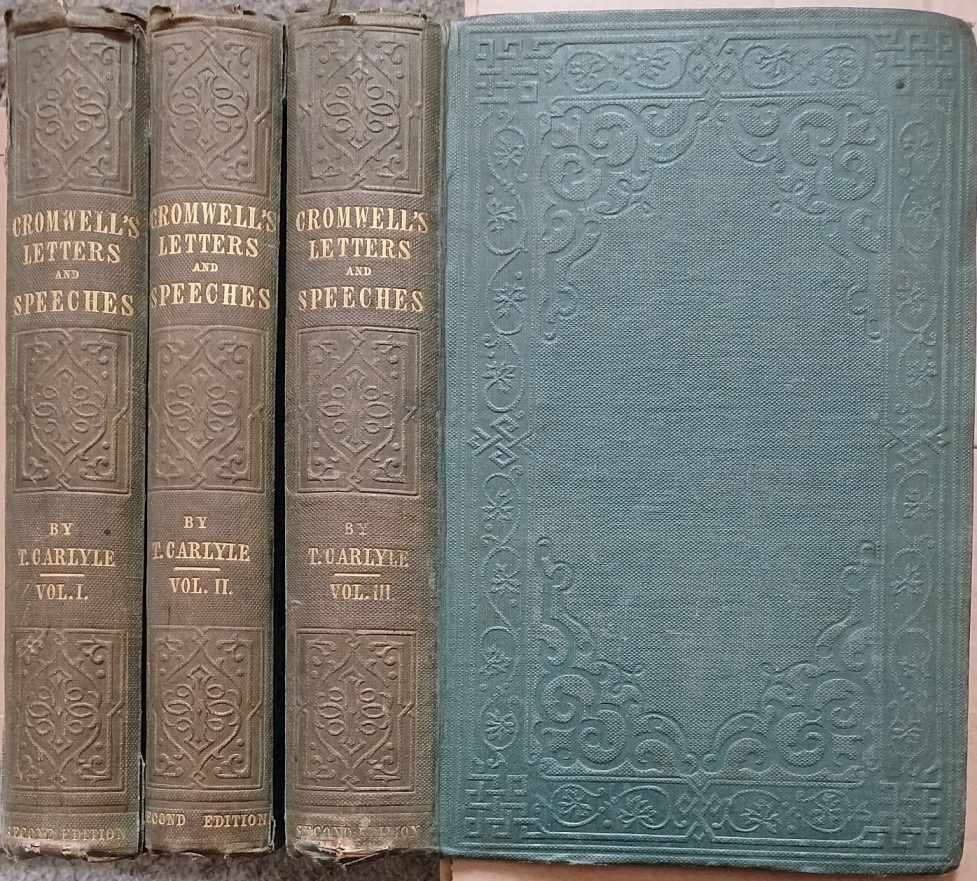 CROMWELL'S
LETTERS
AND
SPEECHES
BY
T. CARLYLE
VOL. I.
SECOND EDITION
CROMWELL'S
LETTERS
AND
SPEECHES
BY
T. CARLYLE
VOL. II.
SECOND EDITION
CROMWELL'S
LETTERS
AND
SPEECHES
BY
T. CARLYLE
VOL. III
SECOND EDITION